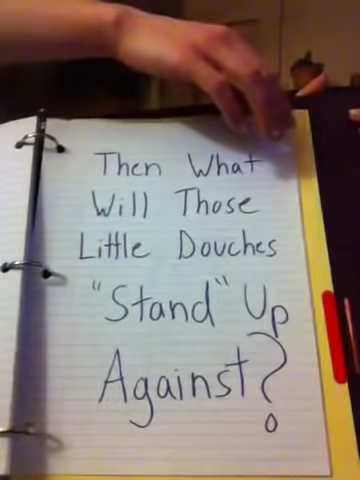 Then What
Will Those
Little Douches
"Stand" Up
Against?